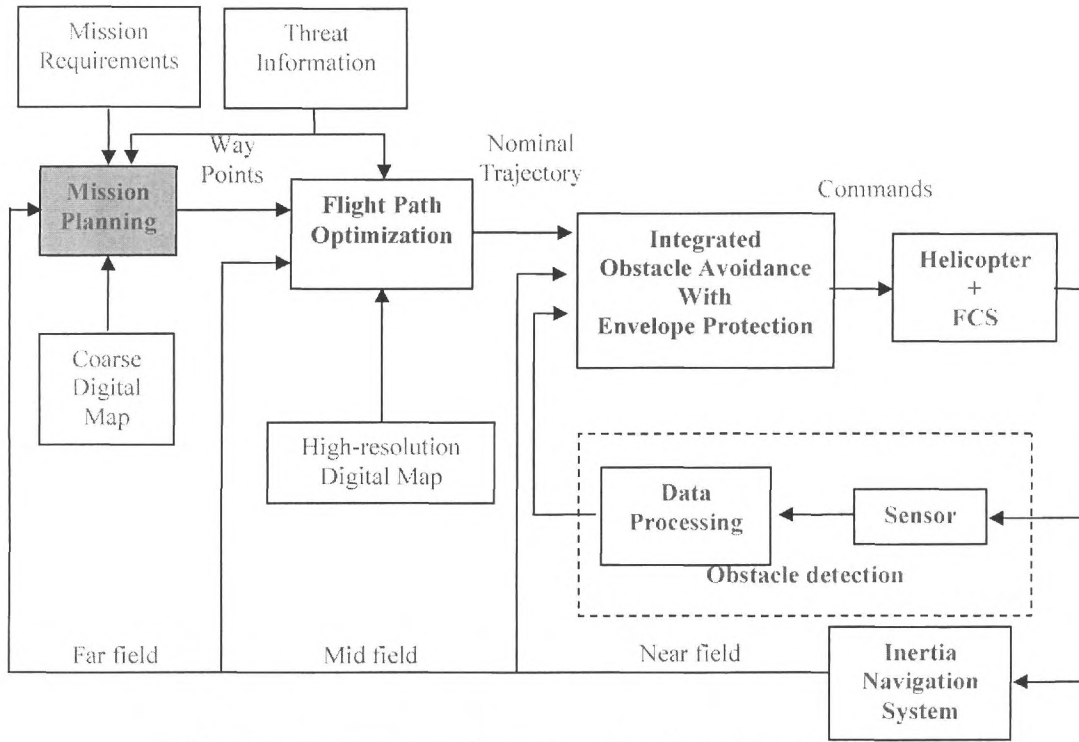 Mission
Requirements
Threat
Information
Way
Points
Nominal
Trajectory
Commands
Mission
Planning
Flight Path
Optimization
Integrated
Obstacle Avoidance
With
Envelope Protection
Helicopter
+
FCS
Coarse
Digital
Map
High-resolution
Digital Map
Data
Processing
Sensor
Obstacle detection
Far field
Mid field
Near field
Inertia
Navigation
System